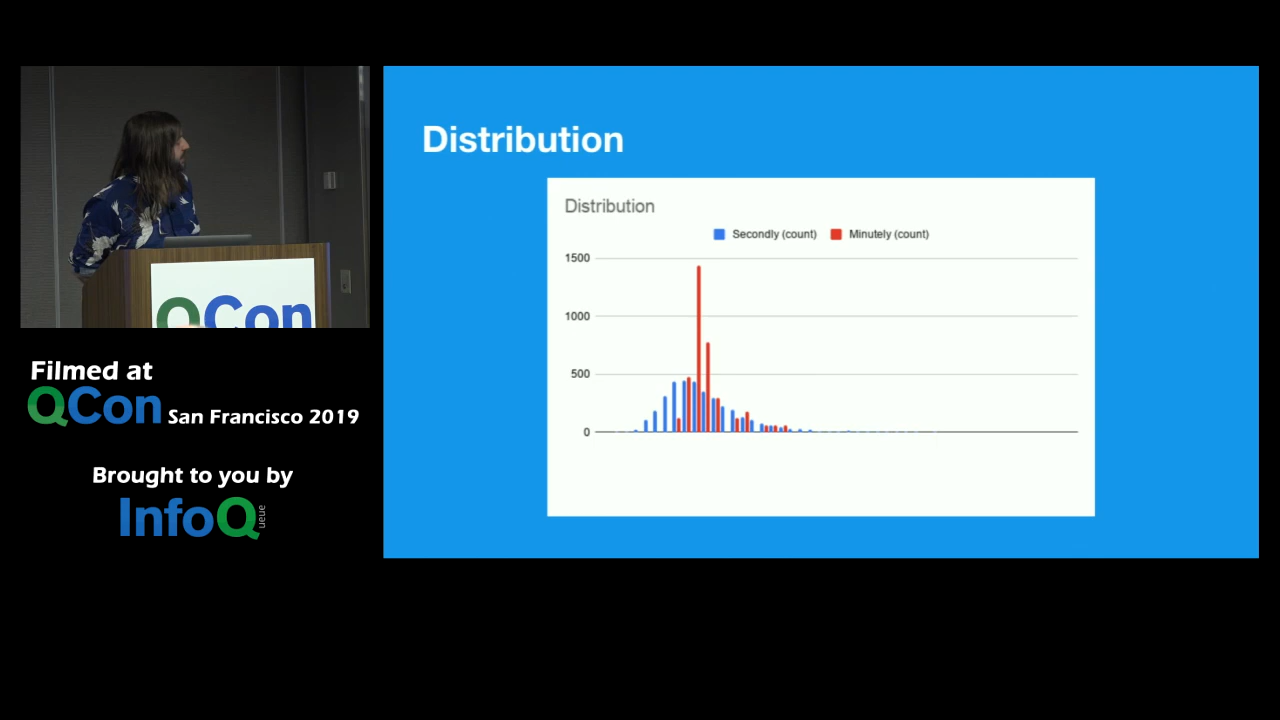 QCon
Filmed at
QCon San Francisco 2019
Brought to you by
InfoQ
ueue
Distribution
Distribution
Secondly (count) Minutely (count)
1500
1000
500
0